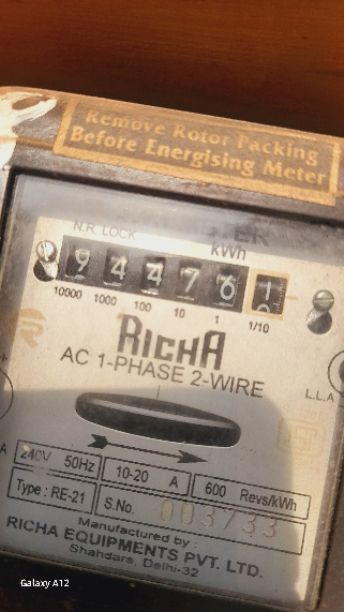 Remove Rotor Packing
Before Energising Meter
N.R. LOCK
kWh
9 4 4 7 6 1
10000 1000 100 10 1 1/10
RICHA
AC 1-PHASE 2-WIRE
L.L.A
240V 50Hz 10-20 A 600 Revs/kWh
Type : RE-21 S.No. 003733
Manufactured by :
RICHA EQUIPMENTS PVT. LTD.
Shahdara, Delhi-32
Galaxy A12